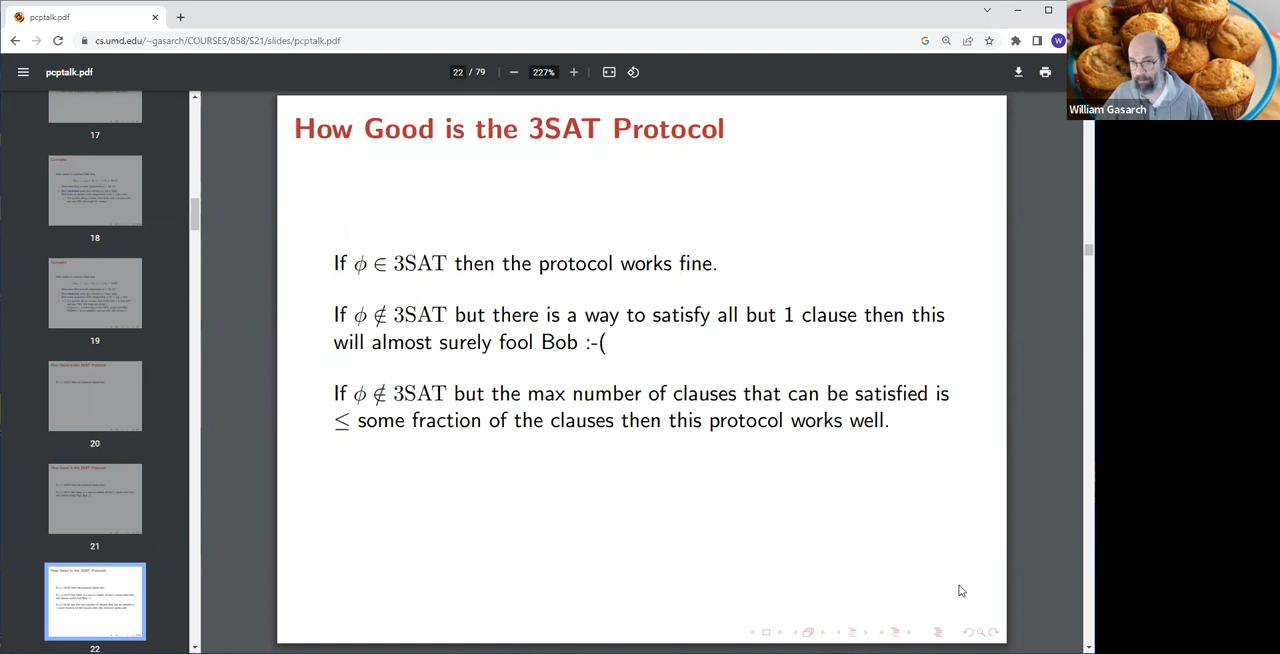 pcptalk.pdf
cs.umd.edu/~gasarch/COURSES/858/S21/slides/pcptalk.pdf
W
pcptalk.pdf
22 / 79
227%
William Gasarch
17
18
19
20
21
22
How Good is the 3SAT Protocol
If ϕ ∈ 3SAT then the protocol works fine.
If ϕ ∉ 3SAT but there is a way to satisfy all but 1 clause then this
will almost surely fool Bob :-(
If ϕ ∉ 3SAT but the max number of clauses that can be satisfied is
≤ some fraction of the clauses then this protocol works well.